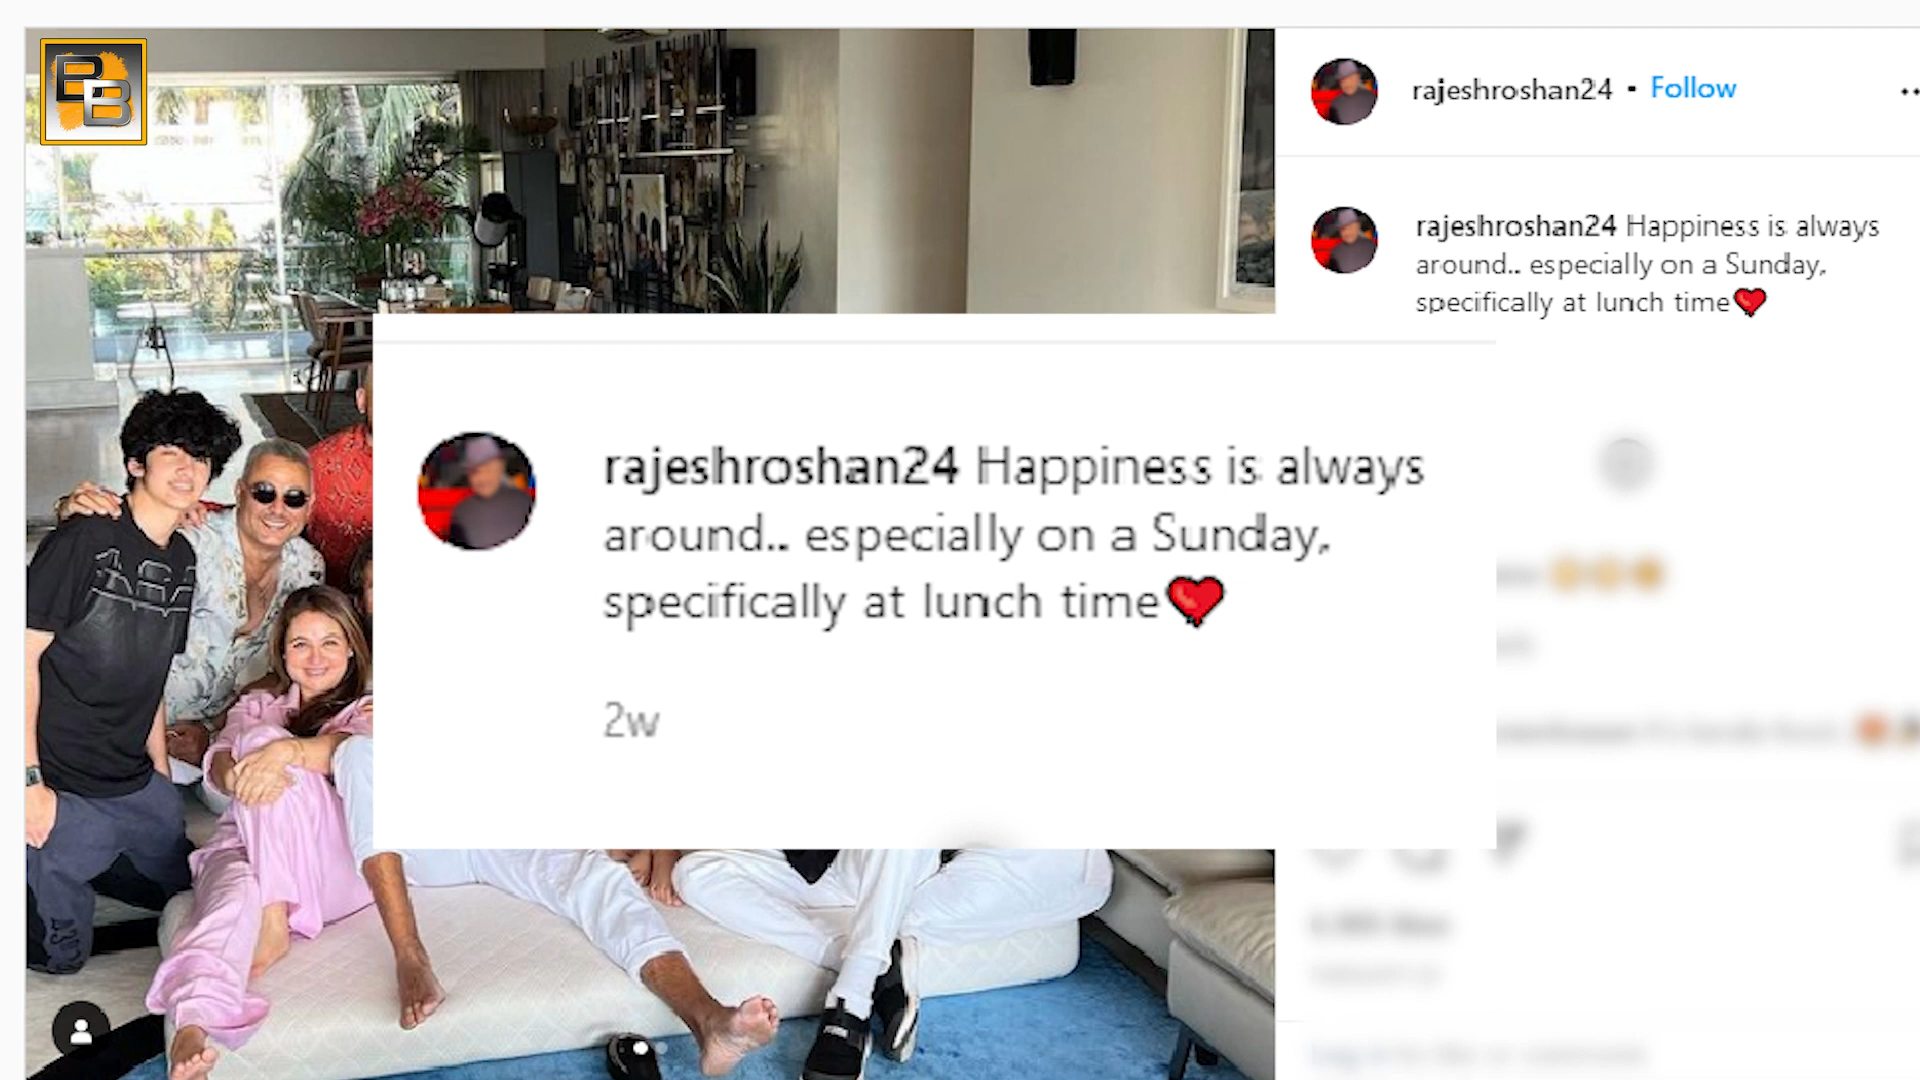 BB
rajeshroshan24 • Follow
rajeshroshan24 Happiness is always
around.. especially on a Sunday,
specifically at lunch time❤️
rajeshroshan24 Happiness is always
around.. especially on a Sunday,
specifically at lunch time❤️
2w